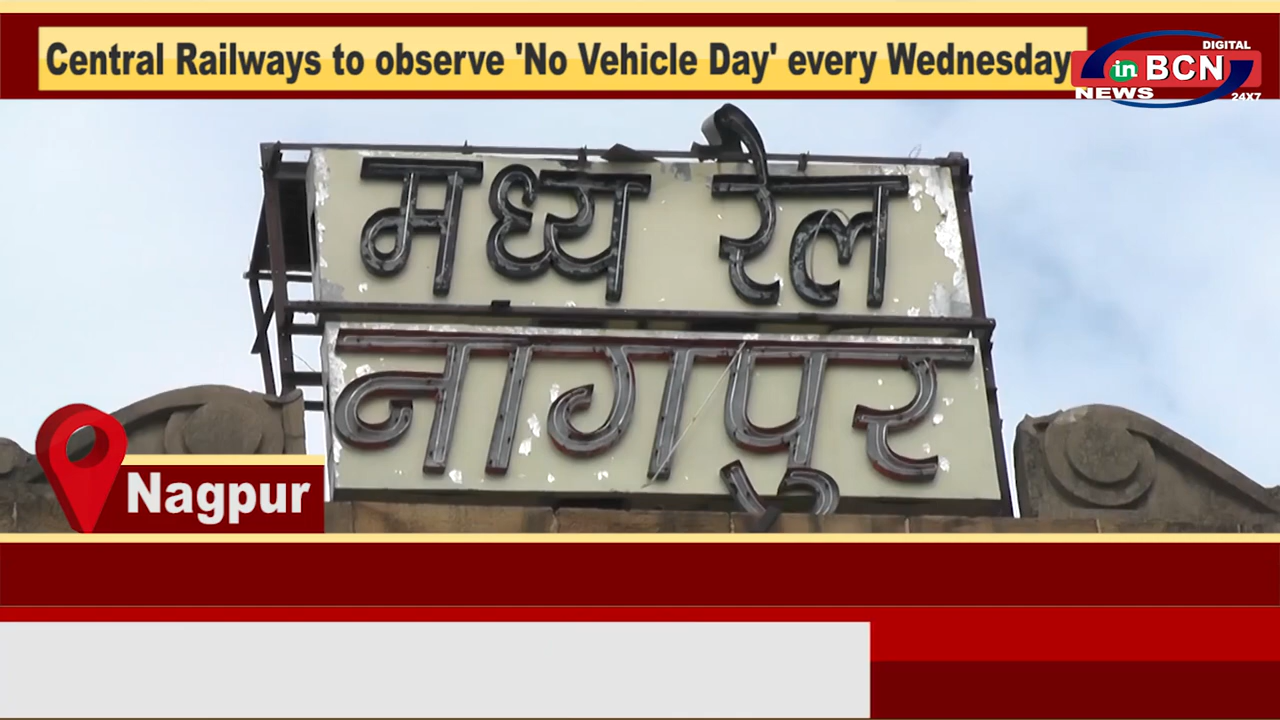 Central Railways to observe 'No Vehicle Day' every Wednesday
DIGITAL
in BCN
NEWS
24X7
मध्य रेल
नागपुर
Nagpur